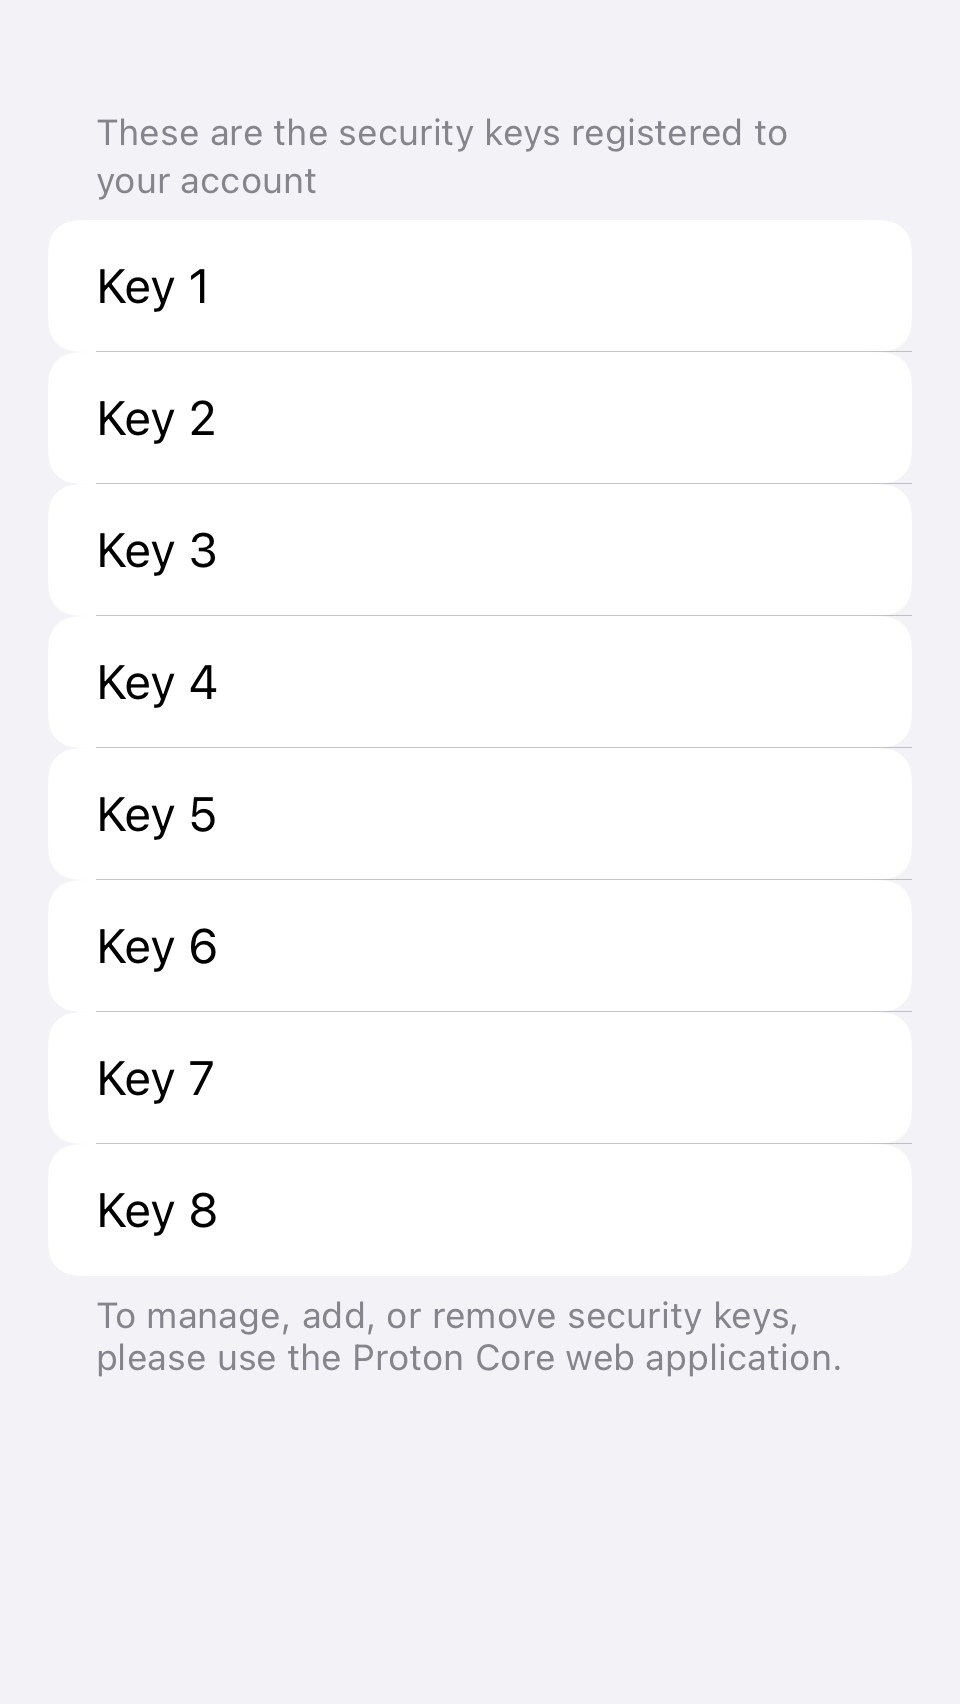 These are the security keys registered to
your account
Key 1
Key 2
Key 3
Key 4
Key 5
Key 6
Key 7
Key 8
To manage, add, or remove security keys,
please use the Proton Core web application.